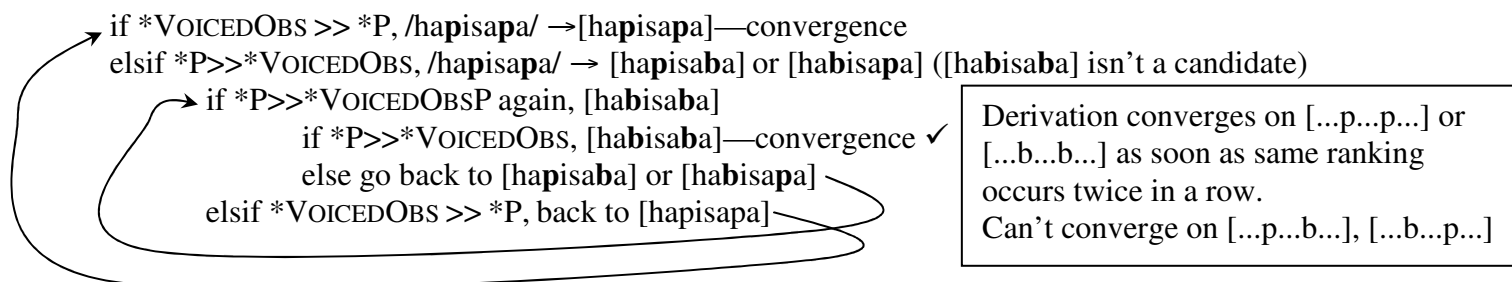 if *VOICEDOBS >> *P, /hapisapa/ →[hapisapa]—convergence
elsif *P>>*VOICEDOBS, /hapisapa/ → [hapisaba] or [habisapa] ([habisaba] isn't a candidate)
if *P>>*VOICEDOBSP again, [habisaba]
if *P>>*VOICEDOBS, [habisaba]—convergence ✓
else go back to [hapisaba] or [habisapa]
elsif *VOICEDOBS >> *P, back to [hapisapa]
Derivation converges on [...p...p...] or
[...b...b...] as soon as same ranking
occurs twice in a row.
Can't converge on [...p...b...], [...b...p...]